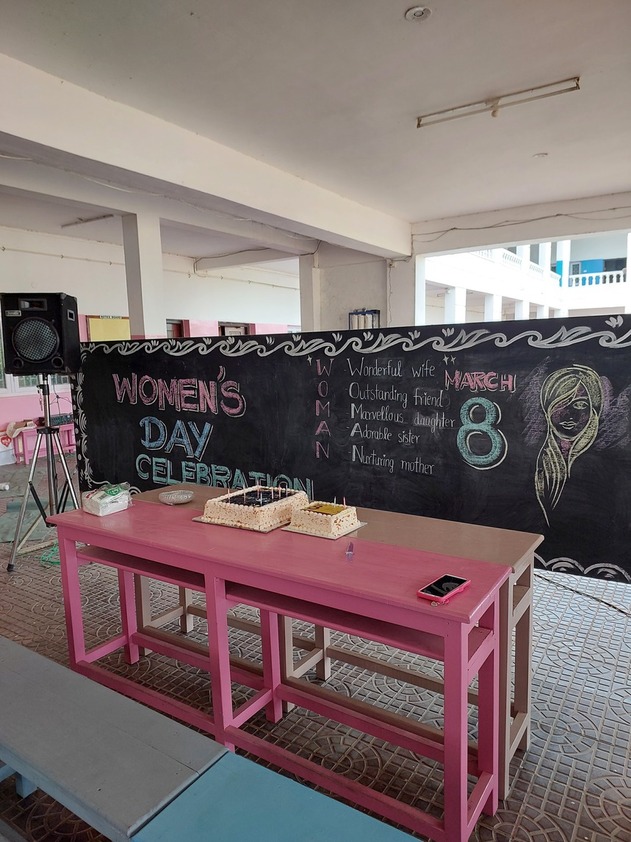 WOMEN'S
DAY
CELEBRATION
W Wonderful wife
O Outstanding friend
M Marvellous daughter
A Adorable sister
N Nurturing mother
MARCH
8